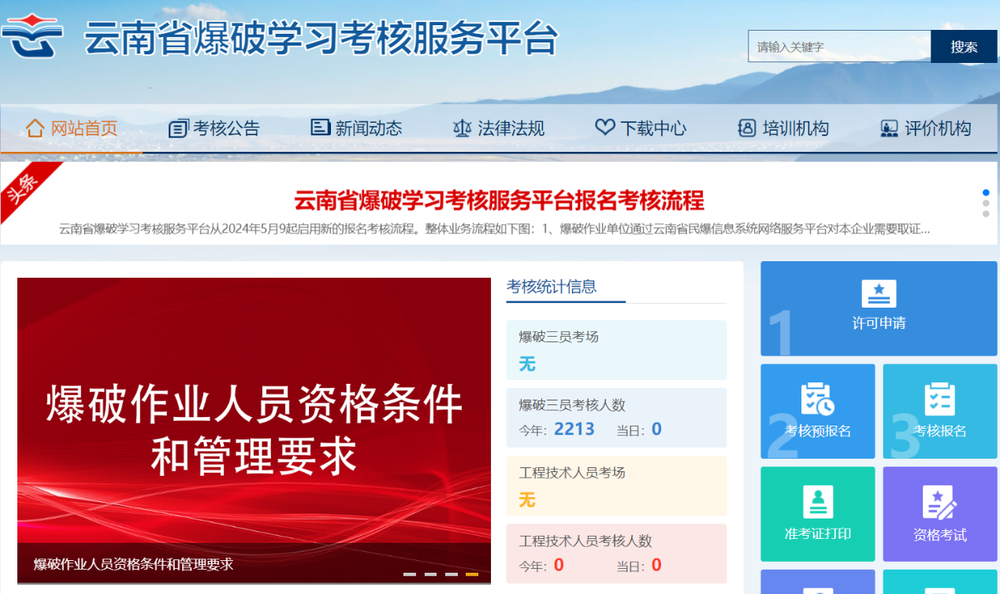 云南省爆破学习考核服务平台
请输入关键字
搜索
网站首页
考核公告
新闻动态
法律法规
下载中心
培训机构
评价机构
头条
云南省爆破学习考核服务平台报名考核流程
云南省爆破学习考核服务平台从2024年5月9起启用新的报名考核流程。整体业务流程如下图：1、爆破作业单位通过云南省民爆信息系统网络服务平台对本企业需要取证...
爆破作业人员资格条件
和管理要求
爆破作业人员资格条件和管理要求
考核统计信息
爆破三员考场
无
爆破三员考核人数
今年：2213 当日：0
工程技术人员考场
无
工程技术人员考核人数
今年：0 当日：0
1
许可申请
2
考核预报名
3
考核报名
准考证打印
资格考试